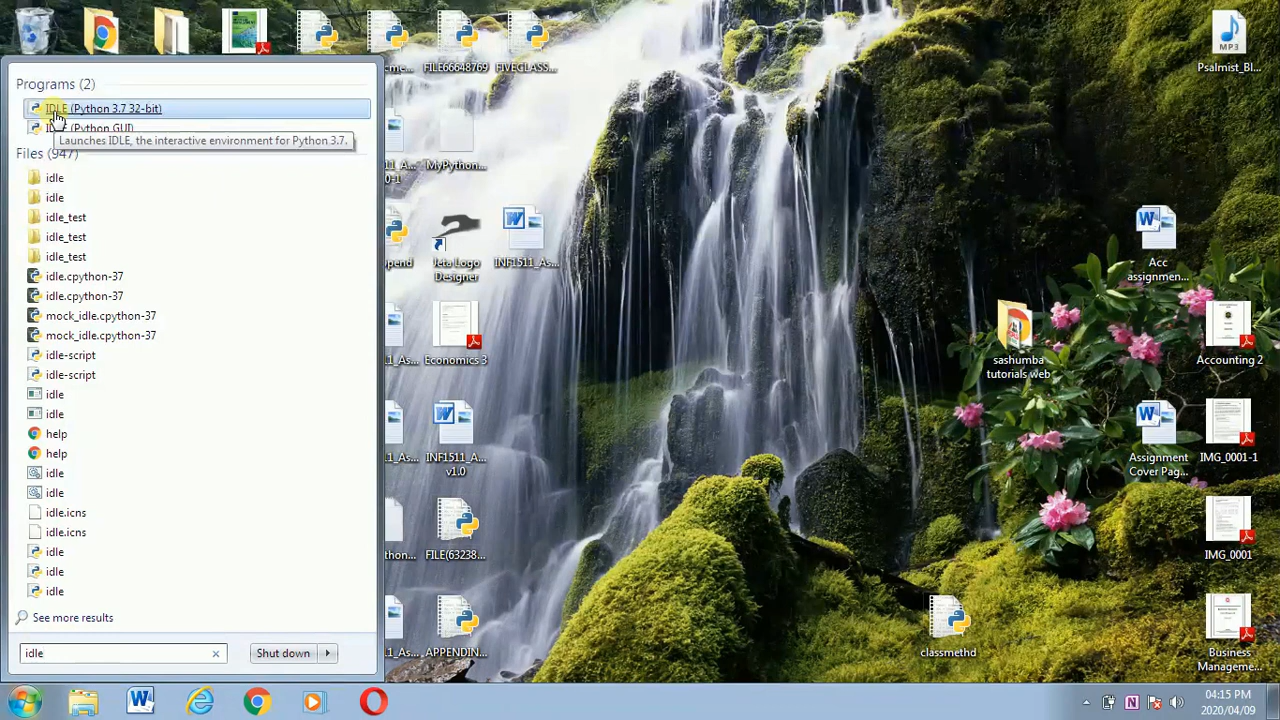 FILE66648769
FIVEGLASS...
Psalmist_Bl...
Programs (2)
IDLE (Python 3.7 32-bit)
(Python GUI)
Launches IDLE, the interactive environment for Python 3.7.
Files (947)
idle
idle
idle_test
idle_test
idle_test
idle.cpython-37
idle.cpython-37
mock_idle.cpython-37
mock_idle.cpython-37
idle-script
idle-script
idle
idle
help
help
idle
idle
idle.icns
idle.icns
idle
idle
idle
See more results
idle
Shut down
MyPython...
Jeta Logo
Designer
INF1511_As...
Acc
assignmen...
Economics 3
sashumba
tutorials web
Accounting 2
INF1511_A...
v1.0
Assignment
Cover Pag...
IMG_0001-1
FILE(63238...
IMG_0001
APPENDIN...
classmethd
Business
Manageme...
04:15 PM
2020/04/09